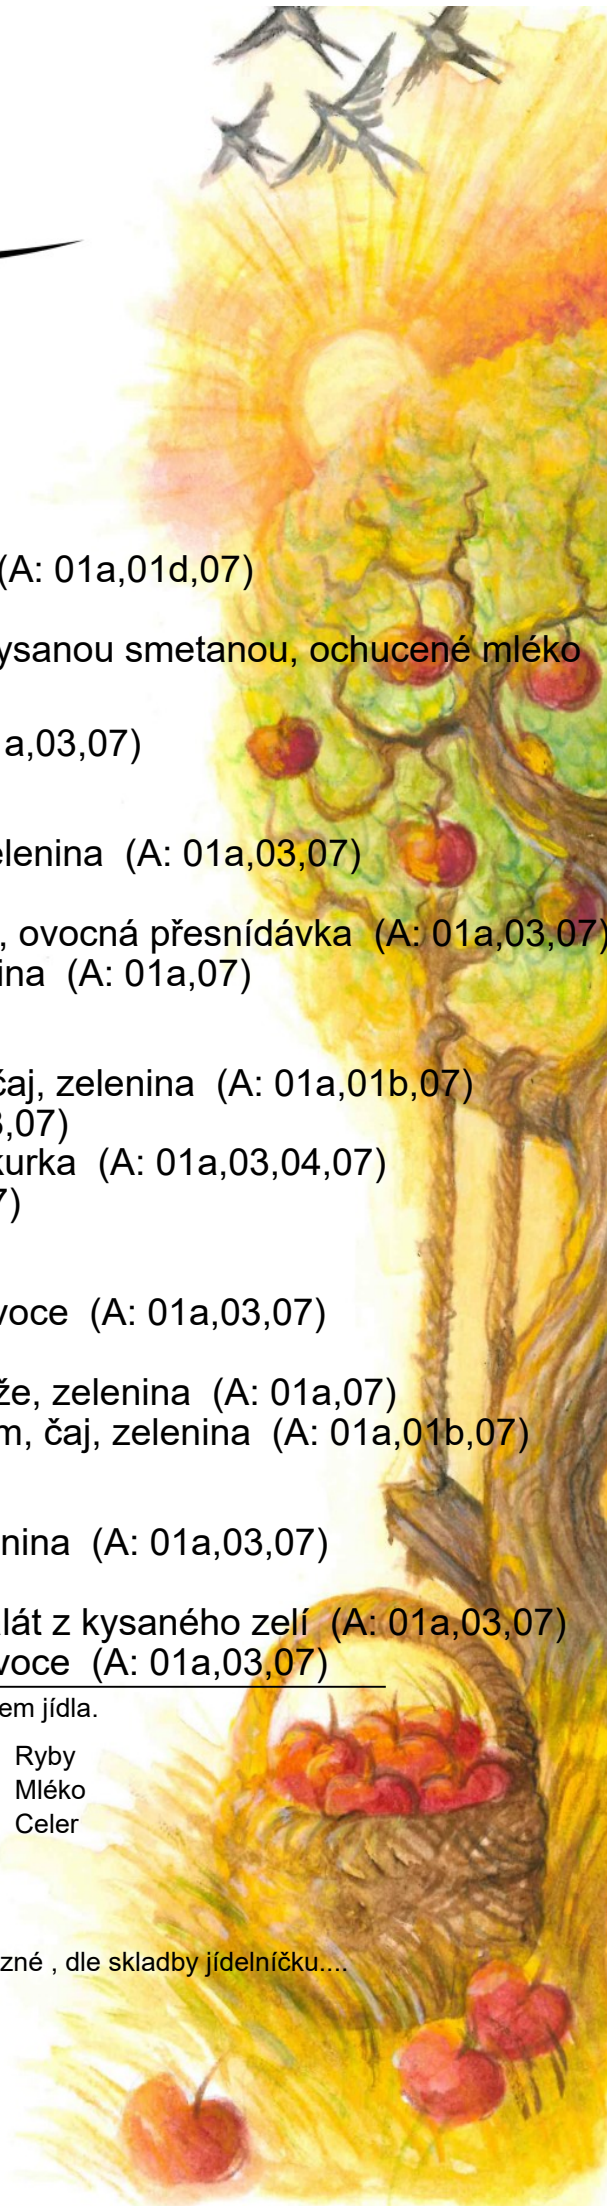 (A: 01a,01d,07)
ysanou smetanou, ochucené mléko
a,03,07)
elenina (A: 01a,03,07)
, ovocná přesnídávka (A: 01a,03,07)
ina (A: 01a,07)
čaj, zelenina (A: 01a,01b,07)
,07)
kurka (A: 01a,03,04,07)
7)
voce (A: 01a,03,07)
že, zelenina (A: 01a,07)
m, čaj, zelenina (A: 01a,01b,07)
nina (A: 01a,03,07)
lát z kysaného zelí (A: 01a,03,07)
voce (A: 01a,03,07)
em jídla.
Ryby
Mléko
Celer
zné , dle skladby jídelníčku....